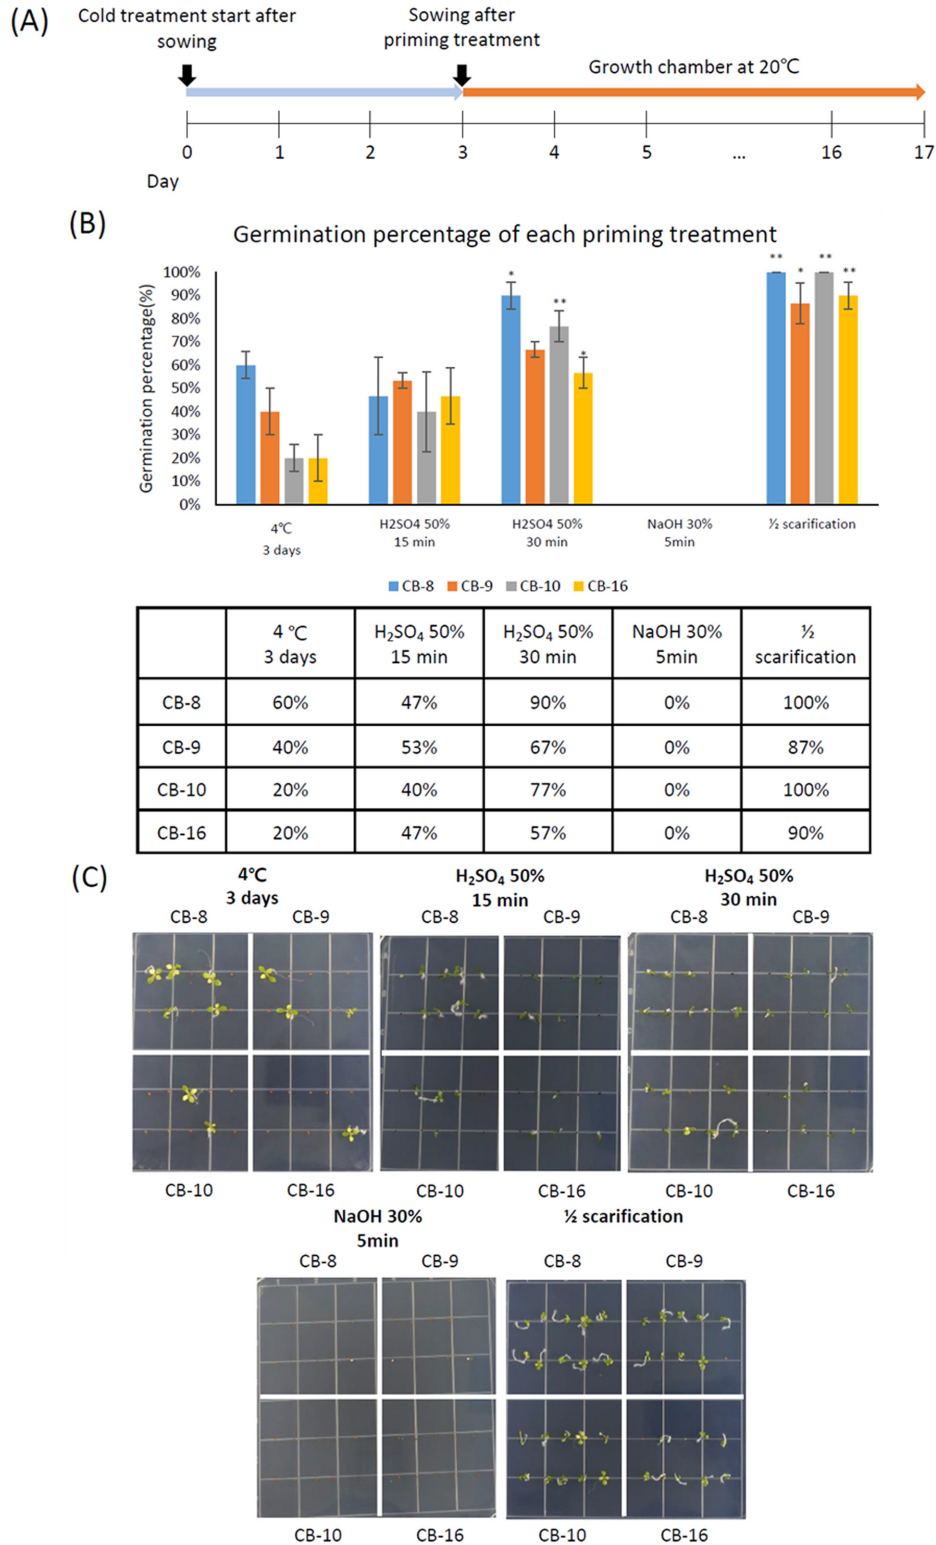 (A)
Cold treatment start after
sowing
Sowing after
priming treatment
Growth chamber at 20℃
0 1 2 3 4 5 ... 16 17
Day
(B)
Germination percentage of each priming treatment
Germination percentage(%)
100%
90%
80%
70%
60%
50%
40%
30%
20%
10%
0%
* ** * ** * ** **
4℃
3 days
H2SO4 50%
15 min
H2SO4 50%
30 min
NaOH 30%
5min
½ scarification
CB-8 CB-9 CB-10 CB-16
4 ℃
3 days
H₂SO₄ 50%
15 min
H₂SO₄ 50%
30 min
NaOH 30%
5min
½
scarification
CB-8 60% 47% 90% 0% 100%
CB-9 40% 53% 67% 0% 87%
CB-10 20% 40% 77% 0% 100%
CB-16 20% 47% 57% 0% 90%
(C)
4℃
3 days
CB-8 CB-9
CB-10 CB-16
H₂SO₄ 50%
15 min
CB-8 CB-9
CB-10 CB-16
H₂SO₄ 50%
30 min
CB-8 CB-9
CB-10 CB-16
NaOH 30%
5min
CB-8 CB-9
CB-10 CB-16
½ scarification
CB-8 CB-9
CB-10 CB-16